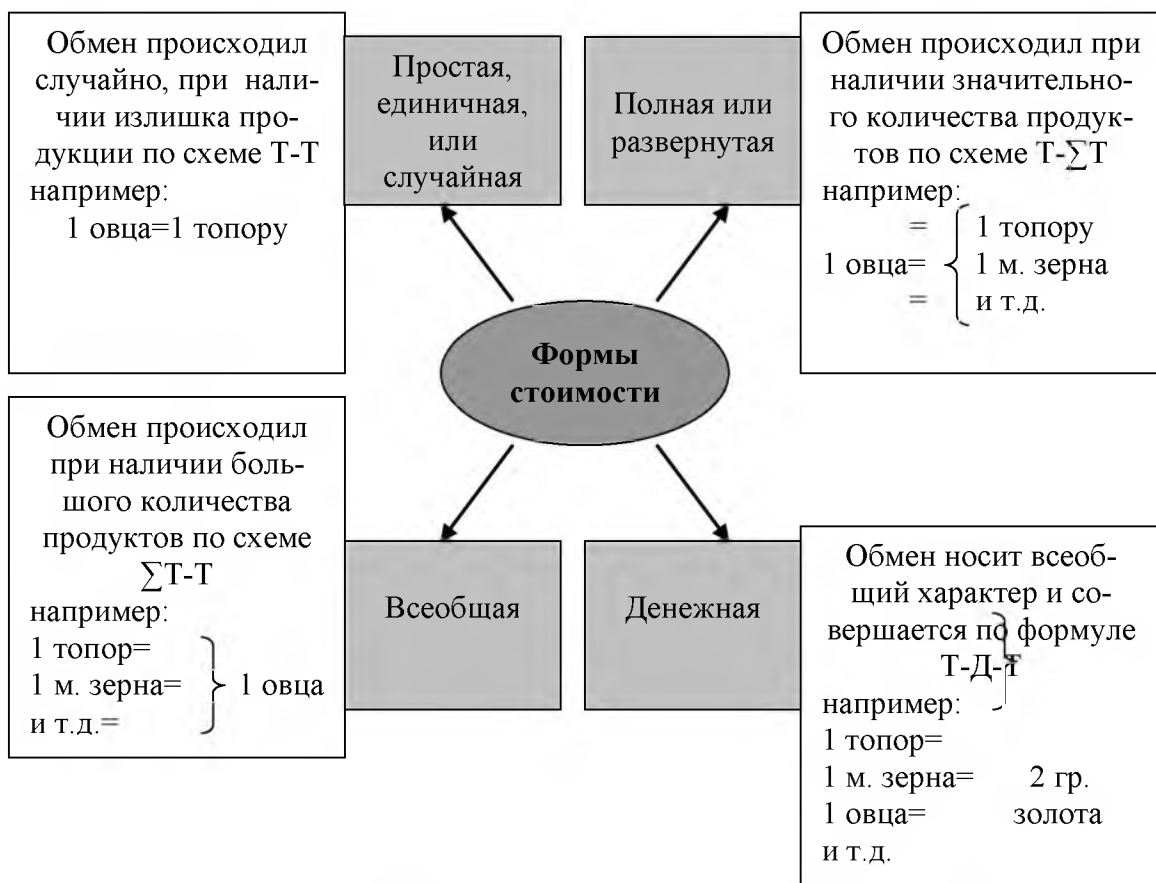 Обмен происходил
случайно, при нали-
чии излишка про-
дукции по схеме Т-Т
например:
1 овца=1 топору
Простая,
единичная,
или
случайная
Полная или
развернутая
Обмен происходил при
наличии значительно-
го количества продук-
тов по схеме Т-∑Т
например:
= 1 топору
1 овца= 1 м. зерна
= и т.д.
Формы
стоимости
Обмен происходил
при наличии боль-
шого количества
продуктов по схеме
∑Т-Т
например:
1 топор=
1 м. зерна= 1 овца
и т.д.=
Всеобщая
Денежная
Обмен носит всеоб-
щий характер и со-
вершается по формуле
Т-Д-Т
например:
1 топор=
1 м. зерна= 2 гр.
1 овца= золота
и т.д.